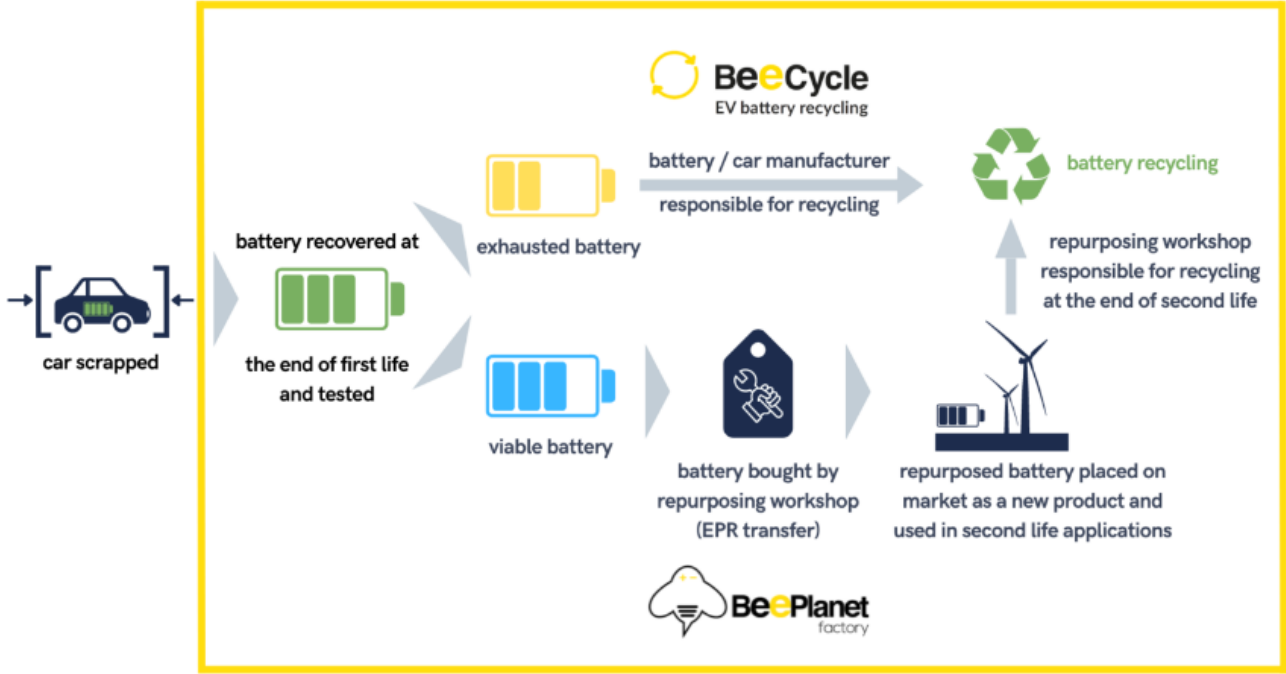 BeeCycle
EV battery recycling
battery / car manufacturer
responsible for recycling
battery recycling
battery recovered at
the end of first life
and tested
car scrapped
exhausted battery
viable battery
repurposing workshop
responsible for recycling
at the end of second life
battery bought by
repurposing workshop
(EPR transfer)
repurposed battery placed on
market as a new product and
used in second life applications
BeePlanet
factory